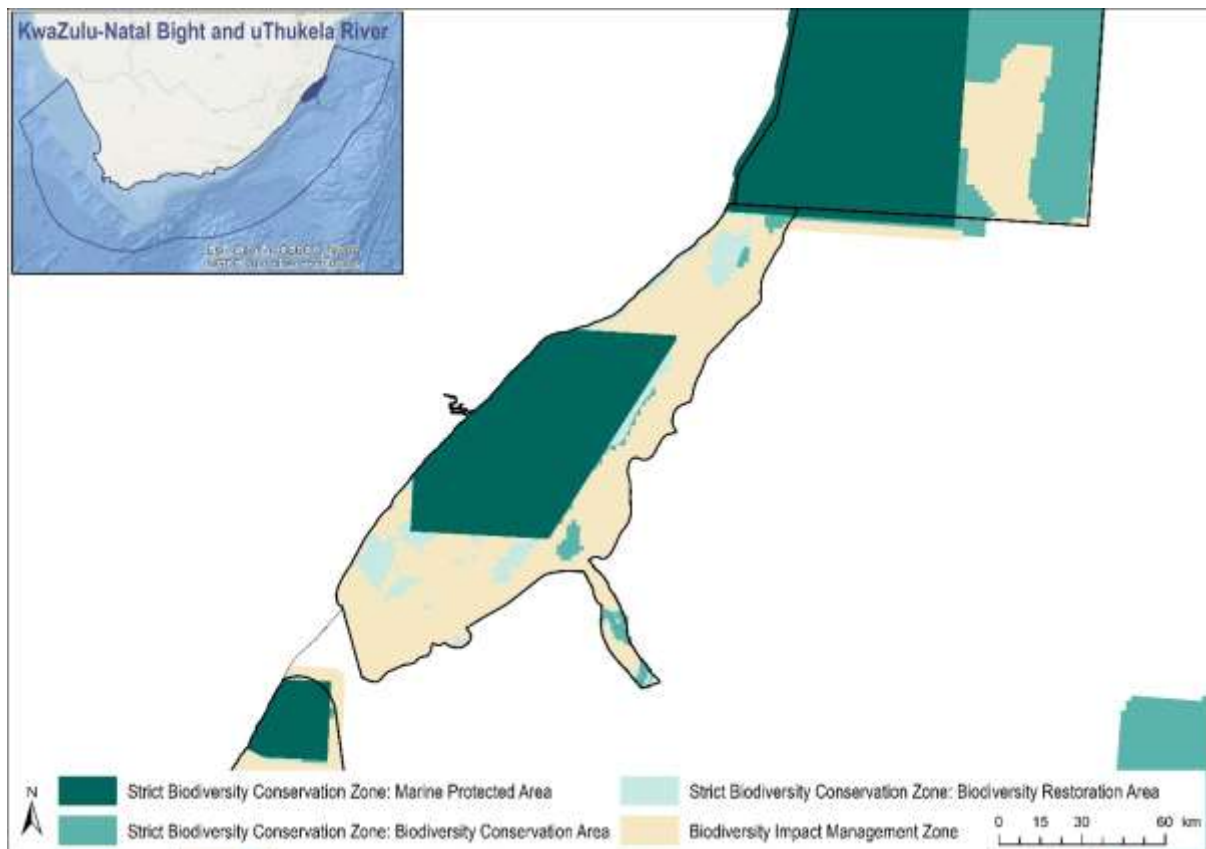 KwaZulu-Natal Bight and uThukela River
N
Strict Biodiversity Conservation Zone: Marine Protected Area
Strict Biodiversity Conservation Zone: Biodiversity Restoration Area
Strict Biodiversity Conservation Zone: Biodiversity Conservation Area
Biodiversity Impact Management Zone
0 15 30 60 km